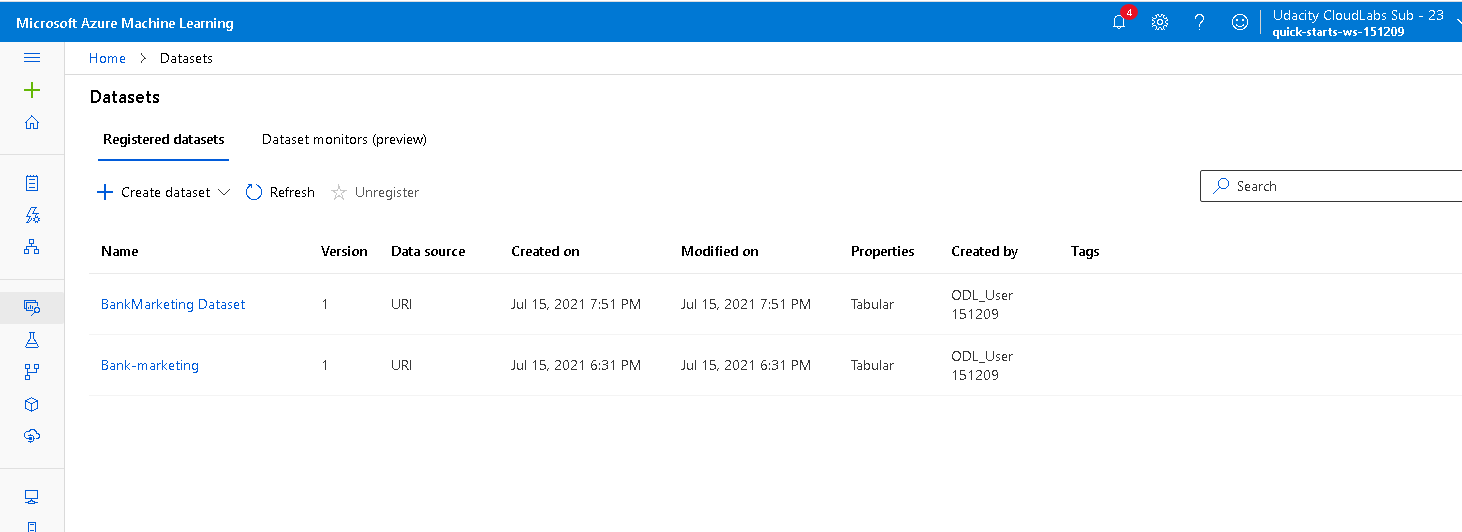 Microsoft Azure Machine Learning
4
Udacity CloudLabs Sub - 23
quick-starts-ws-151209
Home > Datasets
Datasets
Registered datasets Dataset monitors (preview)
Create dataset Refresh Unregister
Search
Name Version Data source Created on Modified on Properties Created by Tags
BankMarketing Dataset 1 URI Jul 15, 2021 7:51 PM Jul 15, 2021 7:51 PM Tabular ODL_User
151209
Bank-marketing 1 URI Jul 15, 2021 6:31 PM Jul 15, 2021 6:31 PM Tabular ODL_User
151209